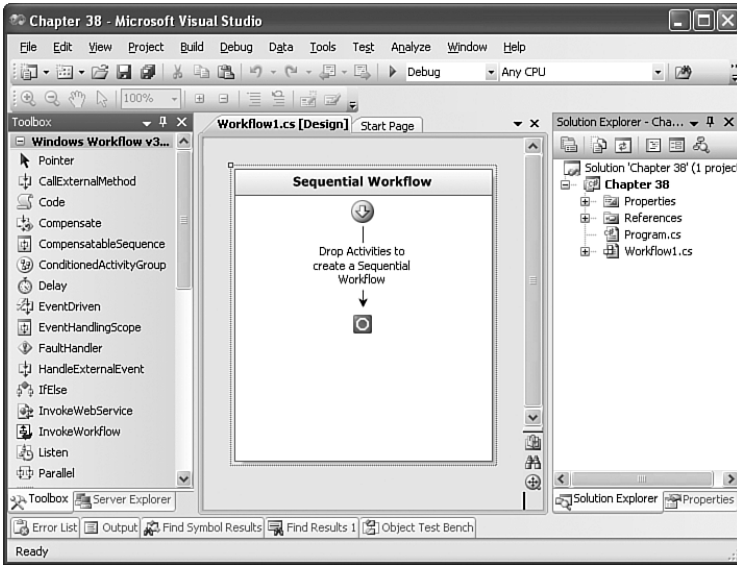 Chapter 38 - Microsoft Visual Studio
File Edit View Project Build Debug Data Tools Test Analyze Window Help
Debug Any CPU
100%
Toolbox
Windows Workflow v3...
Pointer
CallExternalMethod
Code
Compensate
CompensatableSequence
ConditionedActivityGroup
Delay
EventDriven
EventHandlingScope
FaultHandler
HandleExternalEvent
IfElse
InvokeWebService
InvokeWorkflow
Listen
Parallel
Toolbox Server Explorer
Workflow1.cs [Design] Start Page
Sequential Workflow
Drop Activities to
create a Sequential
Workflow
Solution Explorer - Cha...
Solution 'Chapter 38' (1 project
Chapter 38
Properties
References
Program.cs
Workflow1.cs
Solution Explorer Properties
Error List Output Find Symbol Results Find Results 1 Object Test Bench
Ready